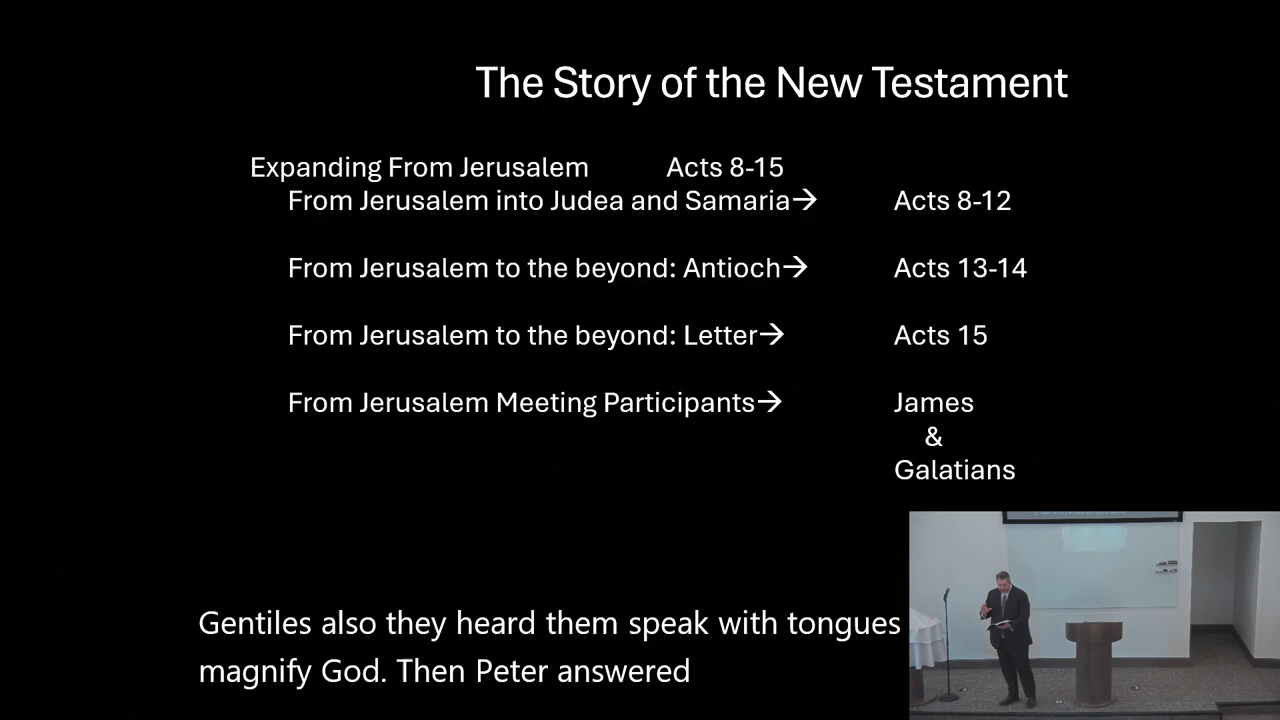 The Story of the New Testament
Expanding From Jerusalem Acts 8-15
From Jerusalem into Judea and Samaria→ Acts 8-12
From Jerusalem to the beyond: Antioch→ Acts 13-14
From Jerusalem to the beyond: Letter→ Acts 15
From Jerusalem Meeting Participants→ James
&
Galatians
Gentiles also they heard them speak with tongues
magnify God. Then Peter answered